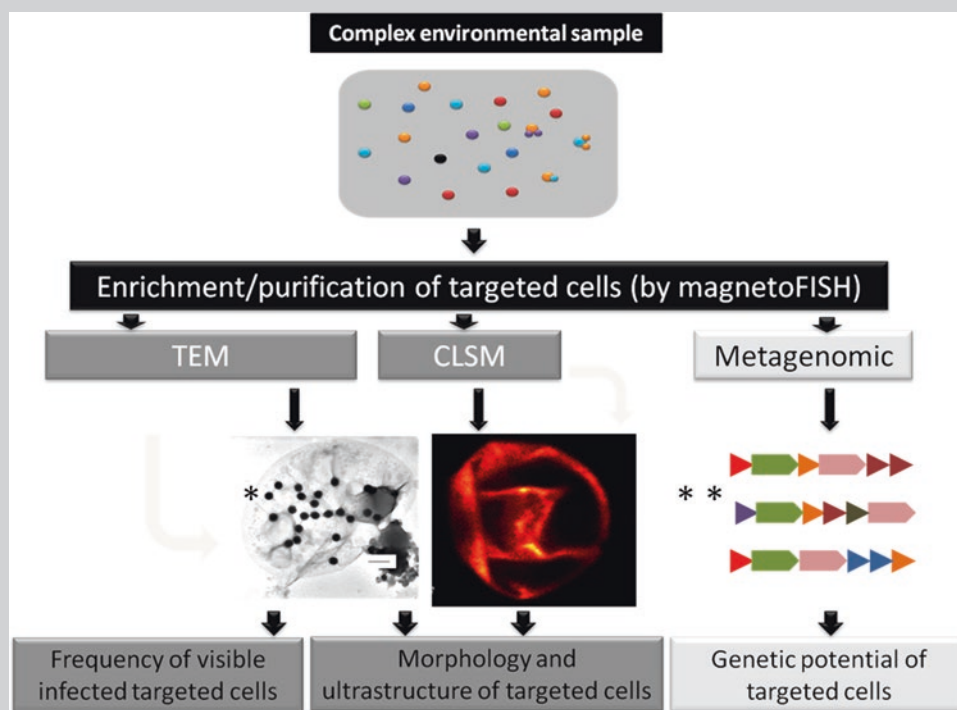 Complex environmental sample
Enrichment/purification of targeted cells (by magnetoFISH)
TEM
CLSM
Metagenomic
*
* *
Frequency of visible
infected targeted cells
Morphology and
ultrastructure of targeted cells
Genetic potential of
targeted cells